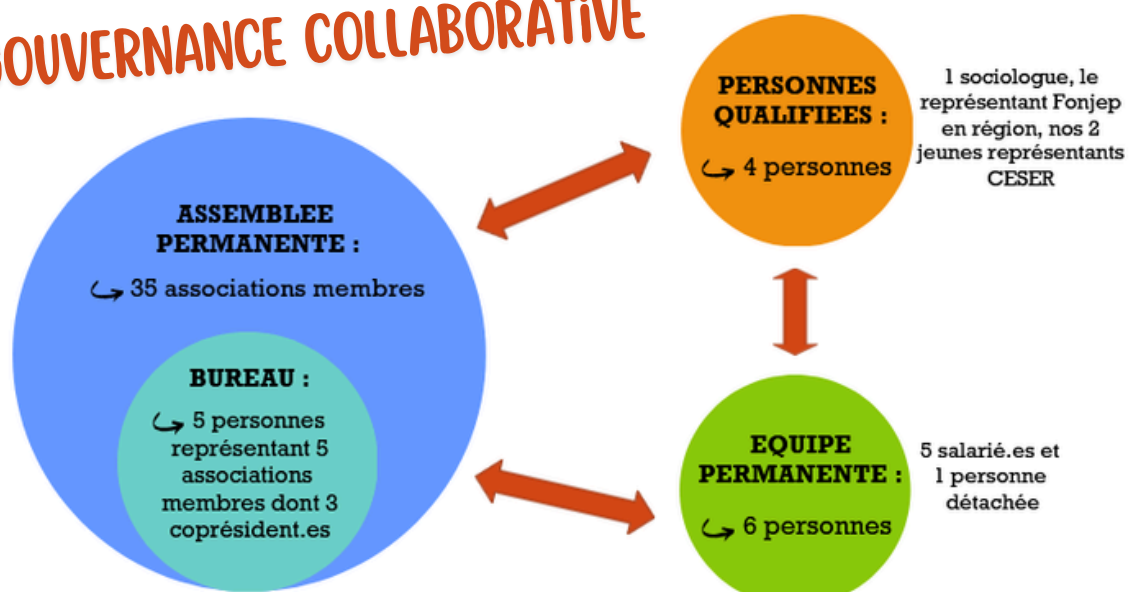 GOUVERNANCE COLLABORATIVE
ASSEMBLEE
PERMANENTE :
35 associations membres
BUREAU :
5 personnes
représentant 5
associations
membres dont 3
coprésident.es
PERSONNES
QUALIFIEES :
4 personnes
1 sociologue, le
représentant Fonjep
en région, nos 2
jeunes représentants
CESER
EQUIPE
PERMANENTE :
6 personnes
5 salarié.es et
1 personne
détachée